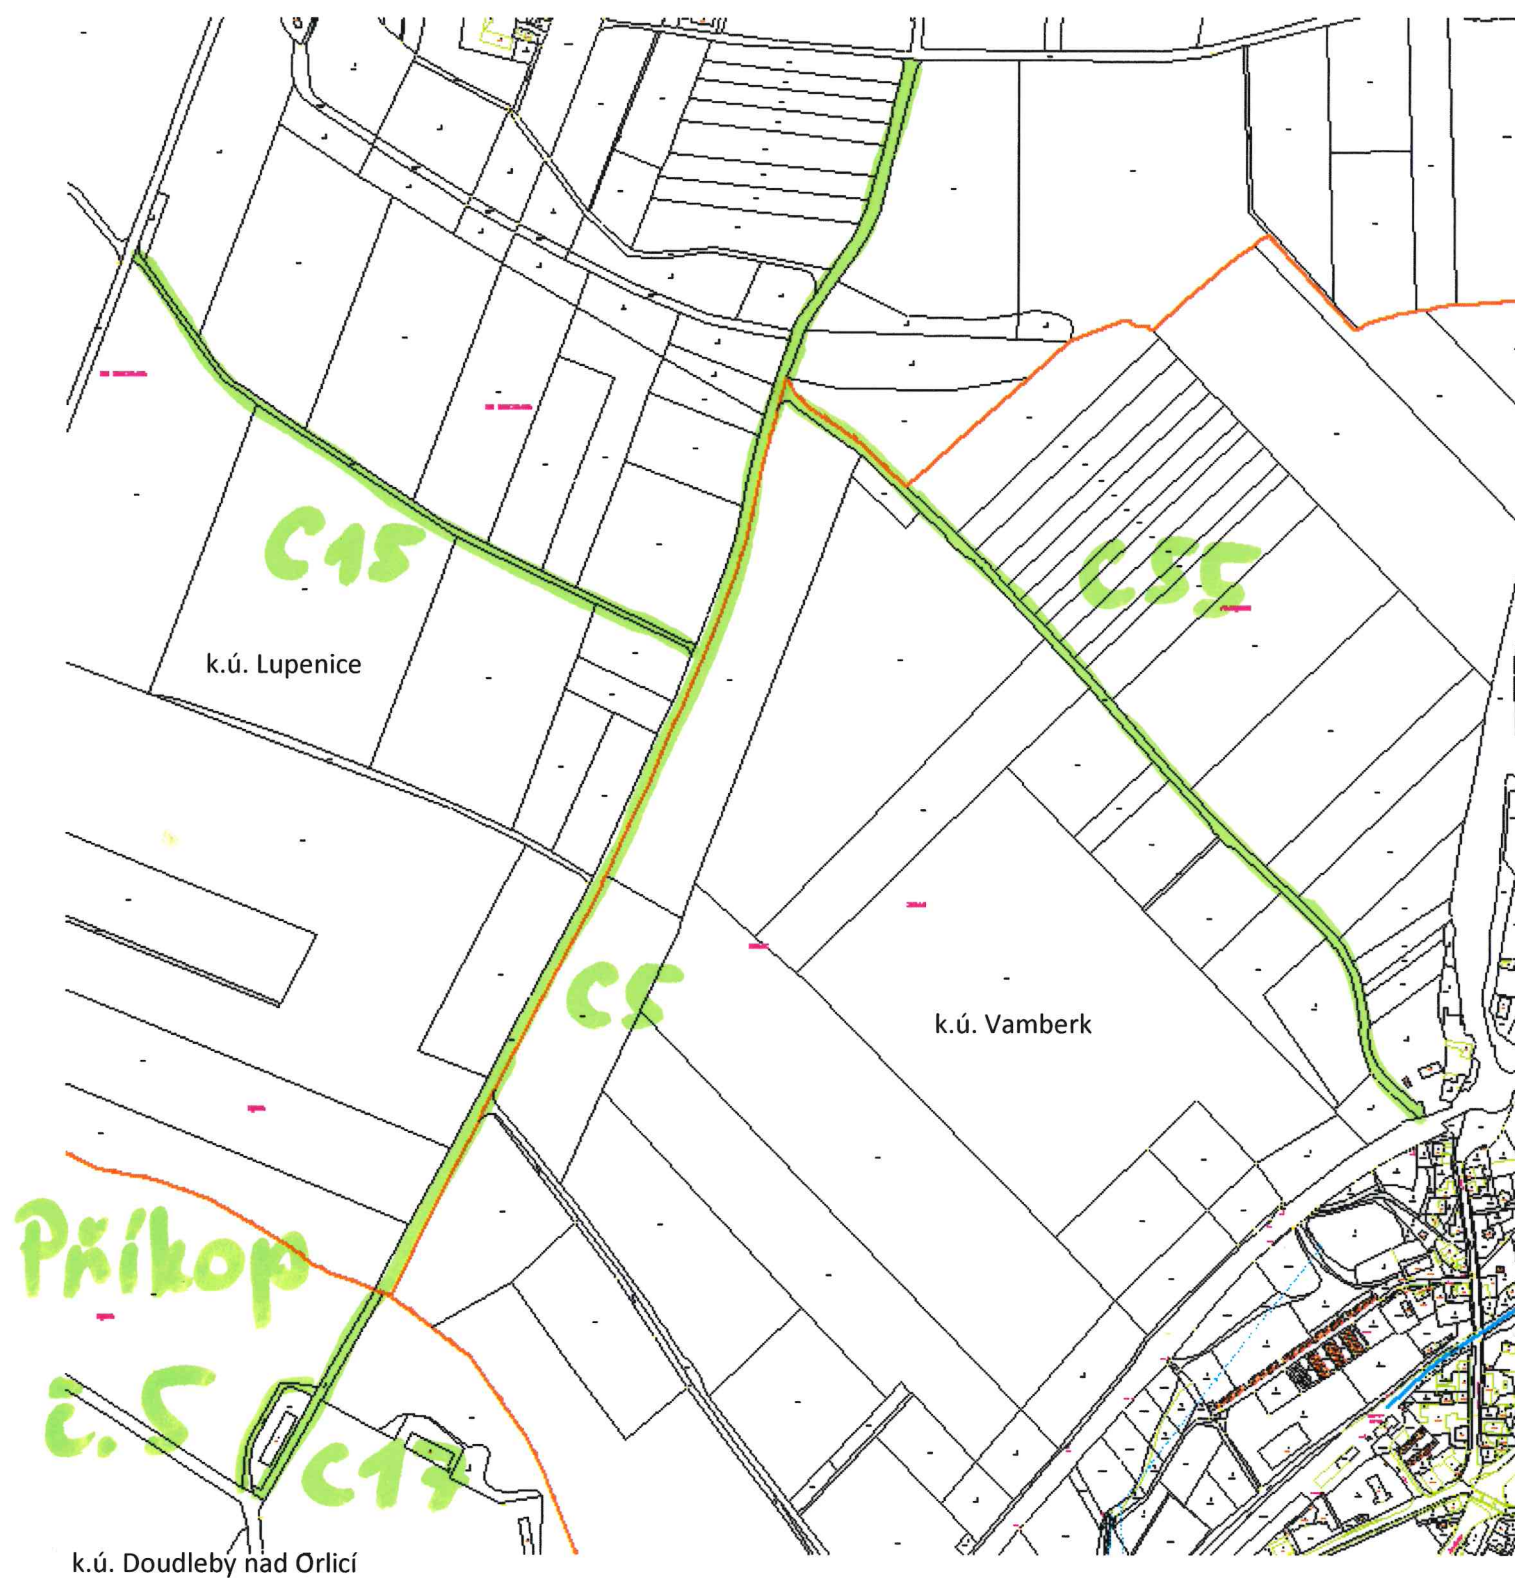 C15
C55
k.ú. Lupenice
C5
k.ú. Vamberk
Příkop
č. 5
C17
k.ú. Doudleby nad Orlicí